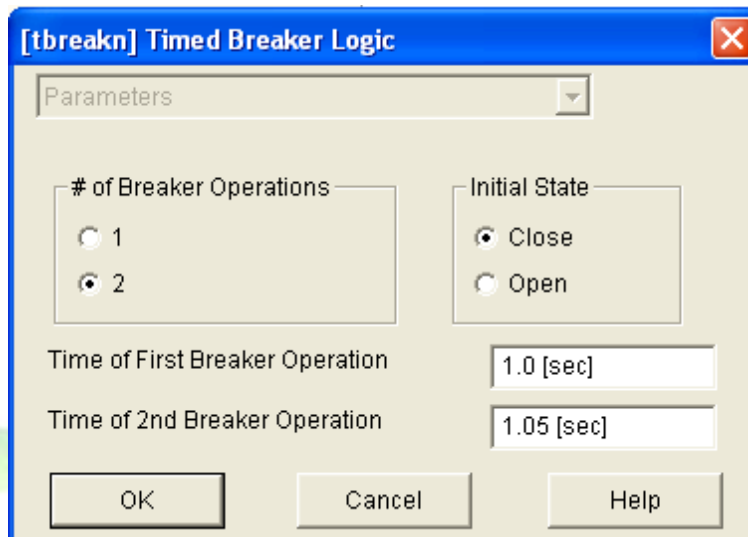 [tbreakn] Timed Breaker Logic
Parameters
# of Breaker Operations
1
2
Initial State
Close
Open
Time of First Breaker Operation 1.0 [sec]
Time of 2nd Breaker Operation 1.05 [sec]
OK Cancel Help